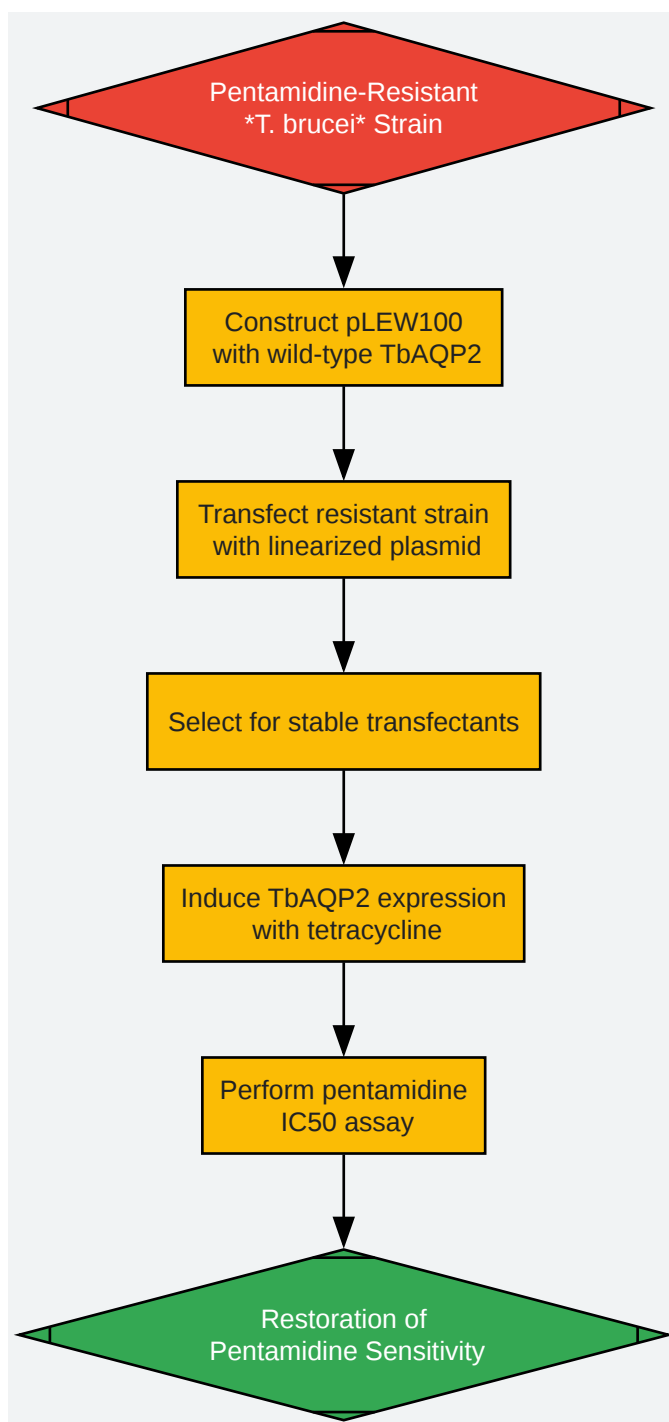 Pentamidine-Resistant
*T. brucei* Strain
Construct pLEW100
with wild-type TbAQP2
Transfect resistant strain
with linearized plasmid
Select for stable transfectants
Induce TbAQP2 expression
with tetracycline
Perform pentamidine
IC50 assay
Restoration of
Pentamidine Sensitivity